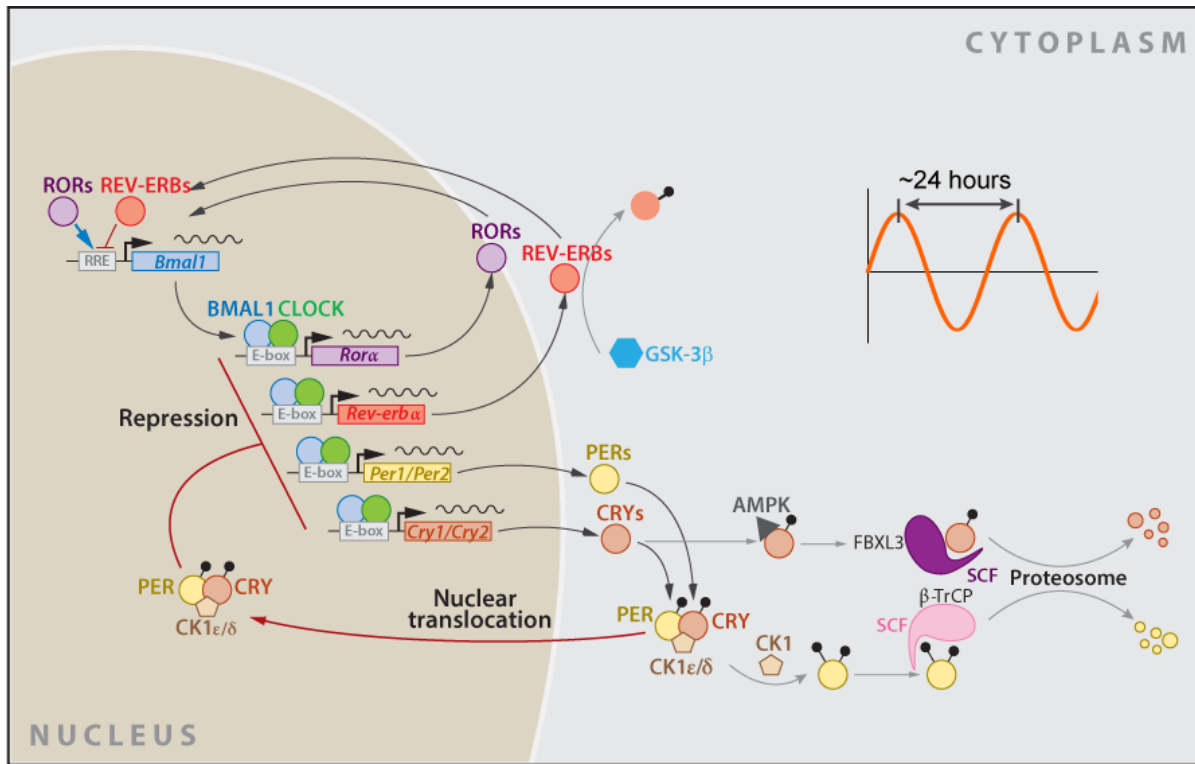 CYTOPLASM
~24 hours
RORs REV-ERBs
RRE
Bmal1
RORs
REV-ERBs
GSK-3β
BMAL1 CLOCK
E-box
Rorα
E-box
Rev-erb α
Repression
E-box
Per1/Per2
PERs
E-box
Cry1/Cry2
CRYs
AMPK
FBXL3
SCF
Proteosome
β-TrCP
SCF
PER
CRY
CK1ε/δ
Nuclear
translocation
PER
CRY
CK1ε/δ
CK1
NUCLEUS